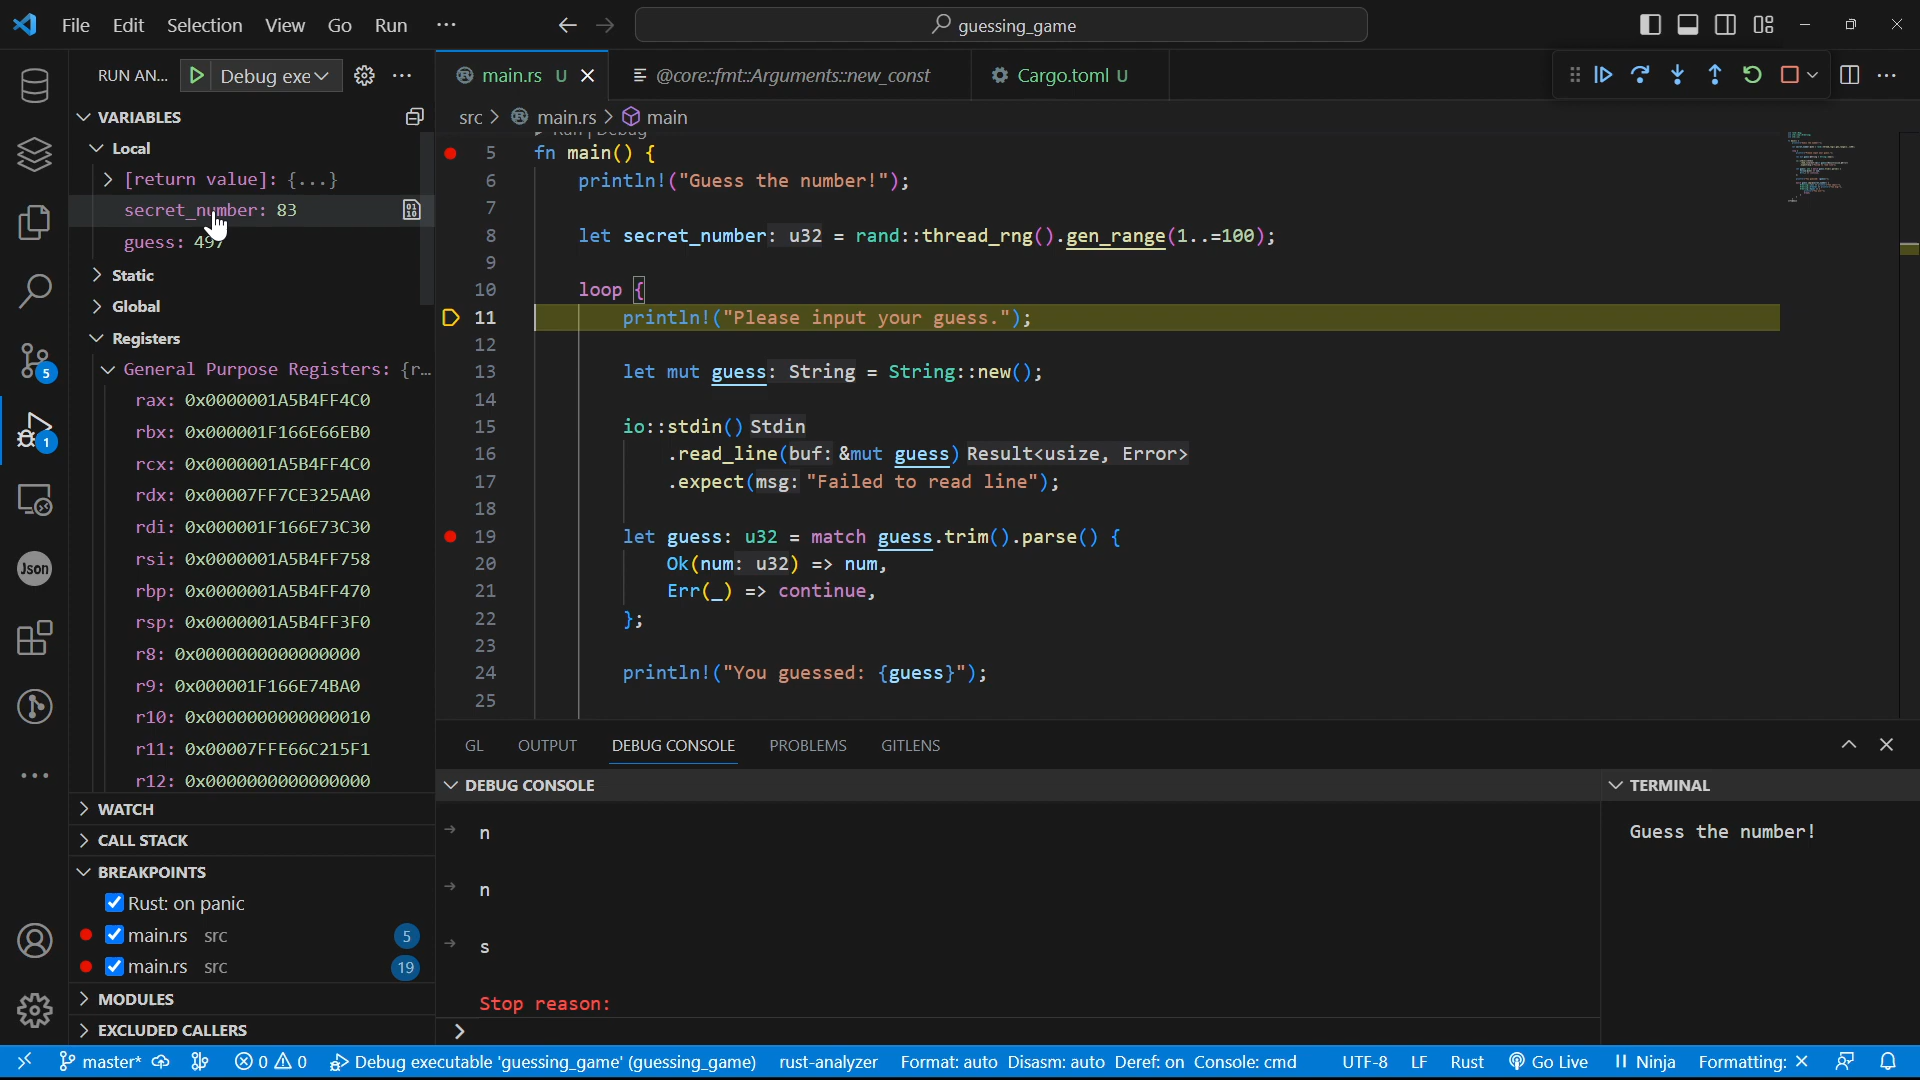 File Edit Selection View Go Run ···
guessing_game
RUN AN... Debug exe
main.rs U
@core::fmt::Arguments::new_const
Cargo.toml U
src > main.rs > main
VARIABLES
Local
[return value]: {...}
secret_number: 83
guess: 497
Static
Global
Registers
General Purpose Registers: {r...
rax: 0x0000001A5B4FF4C0
rbx: 0x000001F166E66EB0
rcx: 0x0000001A5B4FF4C0
rdx: 0x00007FF7CE325AA0
rdi: 0x000001F166E73C30
rsi: 0x0000001A5B4FF758
rbp: 0x0000001A5B4FF470
rsp: 0x0000001A5B4FF3F0
r8: 0x0000000000000000
r9: 0x000001F166E74BA0
r10: 0x0000000000000010
r11: 0x00007FFE66C215F1
r12: 0x0000000000000000
WATCH
CALL STACK
BREAKPOINTS
Rust: on panic
main.rs src 5
main.rs src 19
MODULES
EXCLUDED CALLERS
5
1
Json
Run | Debug
5 fn main() {
6 println!("Guess the number!");
7
8 let secret_number: u32 = rand::thread_rng().gen_range(1..=100);
9
10 loop {
11 println!("Please input your guess.");
12
13 let mut guess: String = String::new();
14
15 io::stdin() Stdin
16 .read_line(buf: &mut guess) Result<usize, Error>
17 .expect(msg: "Failed to read line");
18
19 let guess: u32 = match guess.trim().parse() {
20 Ok(num: u32) => num,
21 Err(_) => continue,
22 };
23
24 println!("You guessed: {guess}");
25
GL OUTPUT DEBUG CONSOLE PROBLEMS GITLENS
DEBUG CONSOLE
n
n
s
Stop reason:
>
TERMINAL
Guess the number!
master* 0 0 Debug executable 'guessing_game' (guessing_game) rust-analyzer Format: auto Disasm: auto Deref: on Console: cmd UTF-8 LF Rust Go Live Ninja Formatting: ×